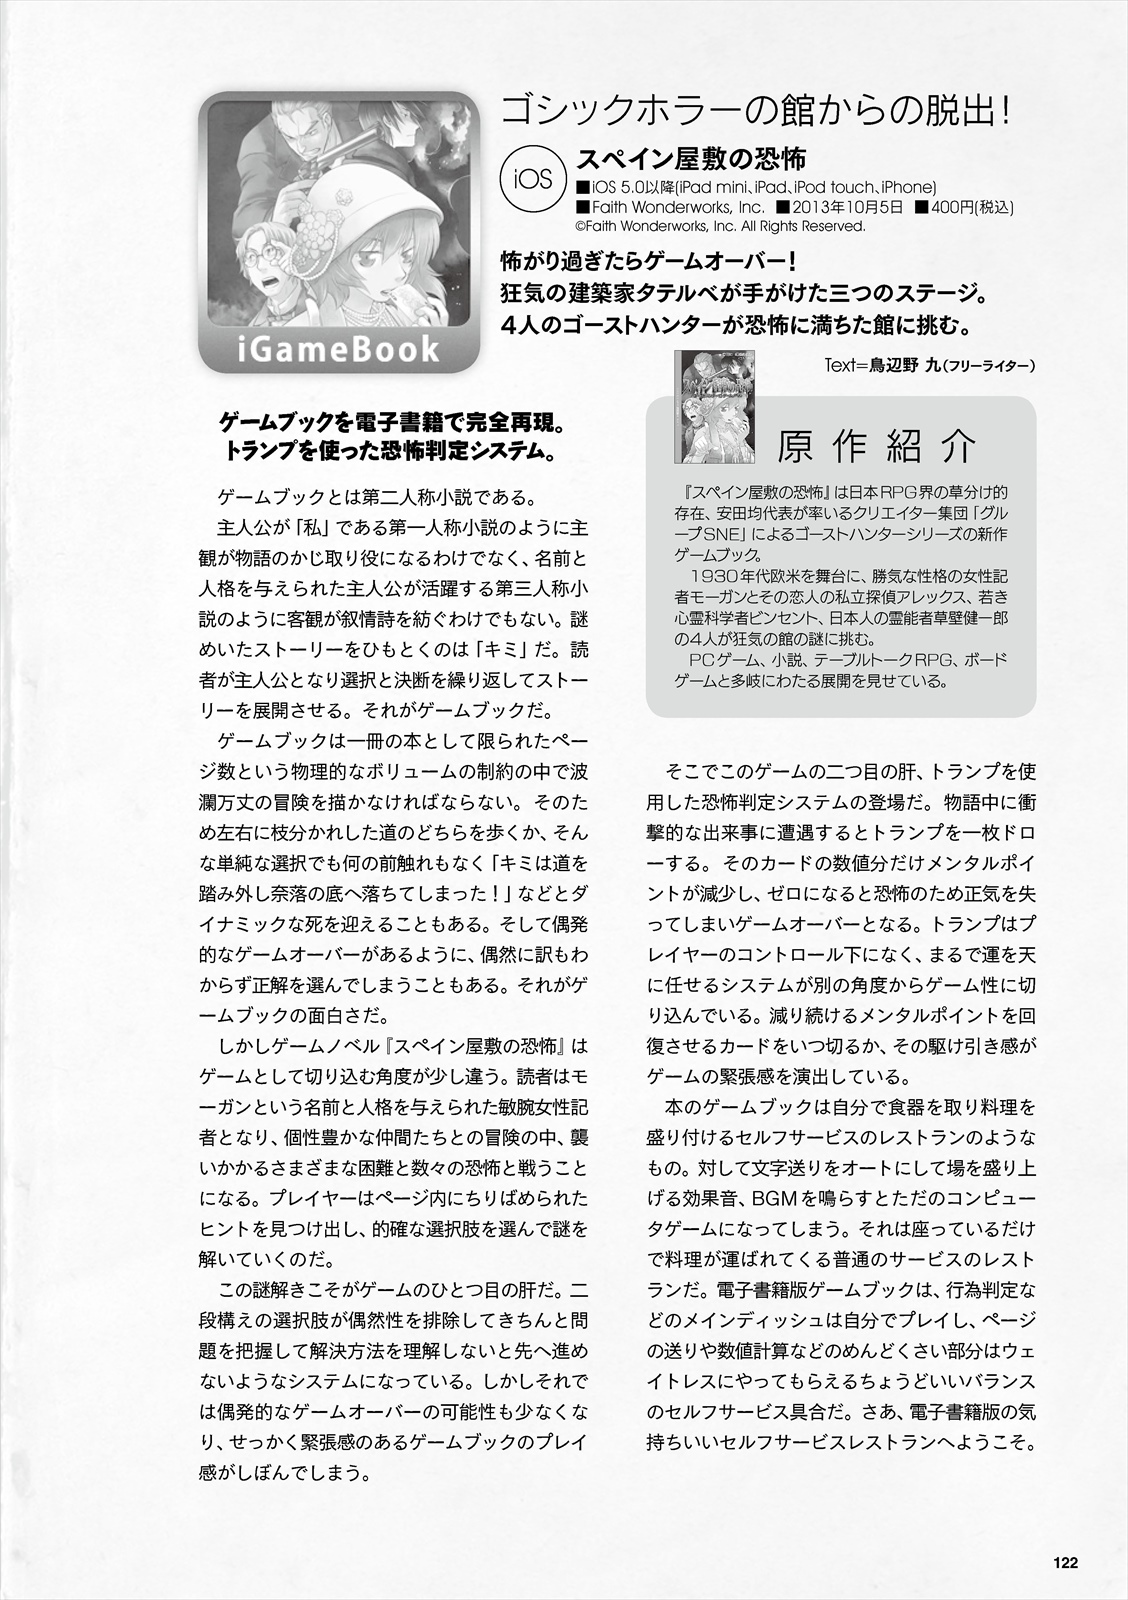 ゴシックホラーの館からの脱出！
iOS
スペイン屋敷の恐怖
■iOS 5.0以降(iPad mini、iPad、iPod touch、iPhone)
■Faith Wonderworks, Inc. ■2013年10月5日 ■400円(税込)
©Faith Wonderworks, Inc. All Rights Reserved.
怖がり過ぎたらゲームオーバー！
狂気の建築家タテルベが手がけた三つのステージ。
4人のゴーストハンターが恐怖に満ちた館に挑む。
iGameBook
Text=鳥辺野 九（フリーライター）
ゲームブックを電子書籍で完全再現。
トランプを使った恐怖判定システム。
ゲームブックとは第二人称小説である。
主人公が「私」である第一人称小説のように主
観が物語のかじ取り役になるわけでなく、名前と
人格を与えられた主人公が活躍する第三人称小
説のように客観が叙情詩を紡ぐわけでもない。謎
めいたストーリーをひもとくのは「キミ」だ。読
者が主人公となり選択と決断を繰り返してストー
リーを展開させる。それがゲームブックだ。
ゲームブックは一冊の本として限られたペー
ジ数という物理的なボリュームの制約の中で波
瀾万丈の冒険を描かなければならない。そのた
め左右に枝分かれした道のどちらを歩くか、そん
な単純な選択でも何の前触れもなく「キミは道を
踏み外し奈落の底へ落ちてしまった！」などとダ
イナミックな死を迎えることもある。そして偶発
的なゲームオーバーがあるように、偶然に訳もわ
からず正解を選んでしまうこともある。それがゲ
ームブックの面白さだ。
しかしゲームノベル『スペイン屋敷の恐怖』は
ゲームとして切り込む角度が少し違う。読者はモ
ーガンという名前と人格を与えられた敏腕女性記
者となり、個性豊かな仲間たちとの冒険の中、襲
いかかるさまざまな困難と数々の恐怖と戦うこと
になる。プレイヤーはページ内にちりばめられた
ヒントを見つけ出し、的確な選択肢を選んで謎を
解いていくのだ。
この謎解きこそがゲームのひとつ目の肝だ。二
段構えの選択肢が偶然性を排除してきちんと問
題を把握して解決方法を理解しないと先へ進め
ないようなシステムになっている。しかしそれで
は偶発的なゲームオーバーの可能性も少なくな
り、せっかく緊張感のあるゲームブックのプレイ
感がしぼんでしまう。
原作紹介
『スペイン屋敷の恐怖』は日本RPG界の草分け的
存在、安田均代表が率いるクリエイター集団「グル
ープSNE」によるゴーストハンターシリーズの新作
ゲームブック。
1930年代欧米を舞台に、勝気な性格の女性記
者モーガンとその恋人の私立探偵アレックス、若き
心霊科学者ビンセント、日本人の霊能者草壁健一郎
の4人が狂気の館の謎に挑む。
PCゲーム、小説、テーブルトークRPG、ボード
ゲームと多岐にわたる展開を見せている。
そこでこのゲームの二つ目の肝、トランプを使
用した恐怖判定システムの登場だ。物語中に衝
撃的な出来事に遭遇するとトランプを一枚ドロ
ーする。そのカードの数値分だけメンタルポイ
ントが減少し、ゼロになると恐怖のため正気を失
ってしまいゲームオーバーとなる。トランプはプ
レイヤーのコントロール下になく、まるで運を天
に任せるシステムが別の角度からゲーム性に切
り込んでいる。減り続けるメンタルポイントを回
復させるカードをいつ切るか、その駆け引き感が
ゲームの緊張感を演出している。
本のゲームブックは自分で食器を取り料理を
盛り付けるセルフサービスのレストランのような
もの。対して文字送りをオートにして場を盛り上
げる効果音、BGMを鳴らすとただのコンピュー
タゲームになってしまう。それは座っているだけ
で料理が運ばれてくる普通のサービスのレスト
ランだ。電子書籍版ゲームブックは、行為判定な
どのメインディッシュは自分でプレイし、ページ
の送りや数値計算などのめんどくさい部分はウェ
イトレスにやってもらえるちょうどいいバランス
のセルフサービス具合だ。さあ、電子書籍版の気
持ちいいセルフサービスレストランへようこそ。
122